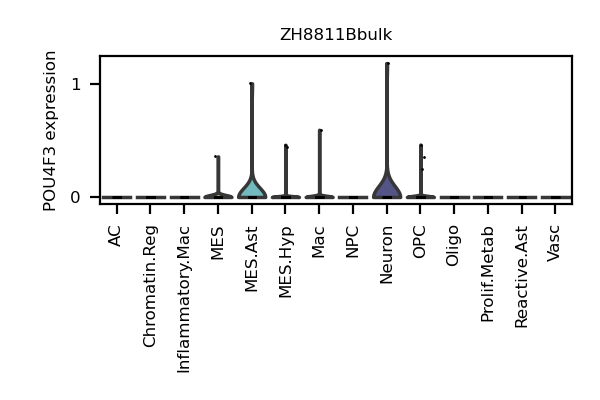 ZH8811Bbulk
POU4F3 expression
1
0
AC
Chromatin.Reg
Inflammatory.Mac
MES
MES.Ast
MES.Hyp
Mac
NPC
Neuron
OPC
Oligo
Prolif.Metab
Reactive.Ast
Vasc